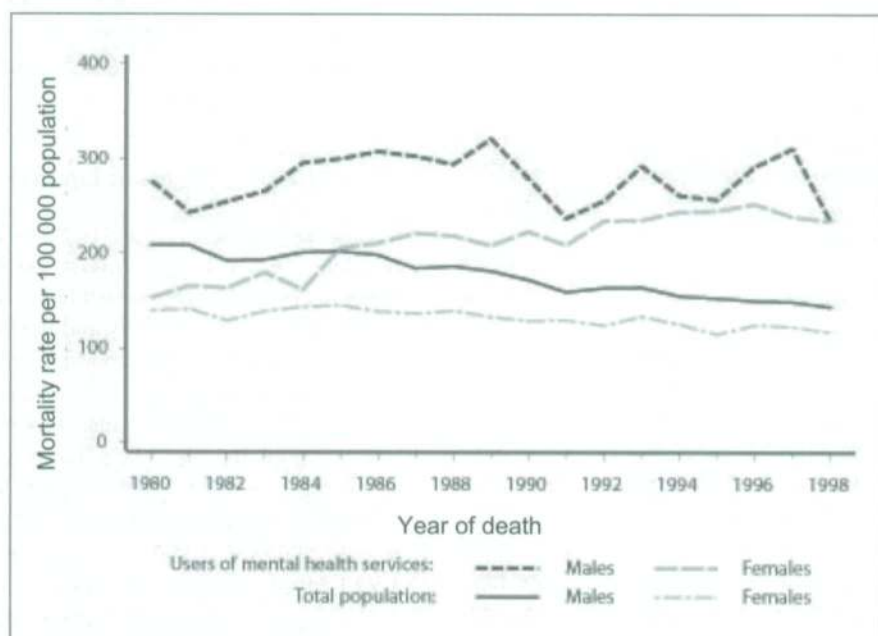 Mortality rate per 100 000 population
400
300
200
100
0
1980 1982 1984 1986 1988 1990 1992 1994 1996 1998
Year of death
Users of mental health services: Males Females
Total population: Males Females